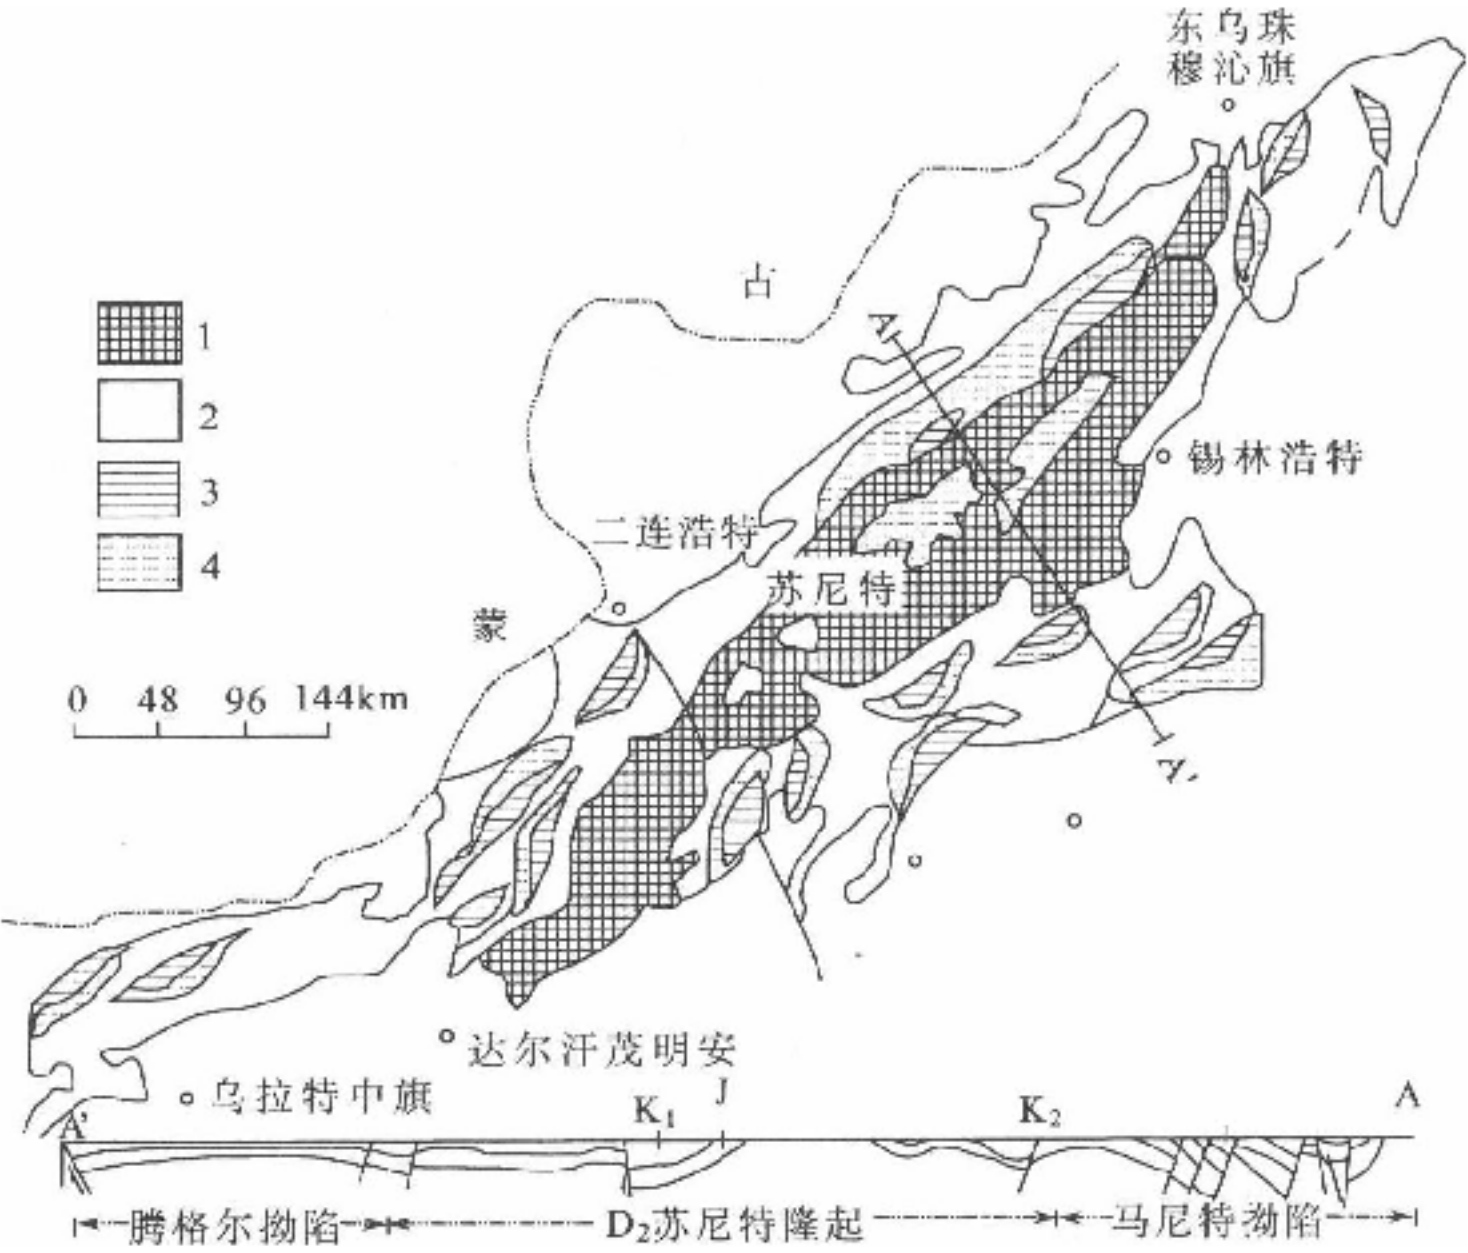 东乌珠
穆沁旗
古
A
1
2
3
4
锡林浩特
二连浩特
苏尼特
蒙
0 48 96 144km
A'
达尔汗茂明安
乌拉特中旗
A' K₁ J K₂ A
腾格尔拗陷 D₂苏尼特隆起 马尼特拗陷